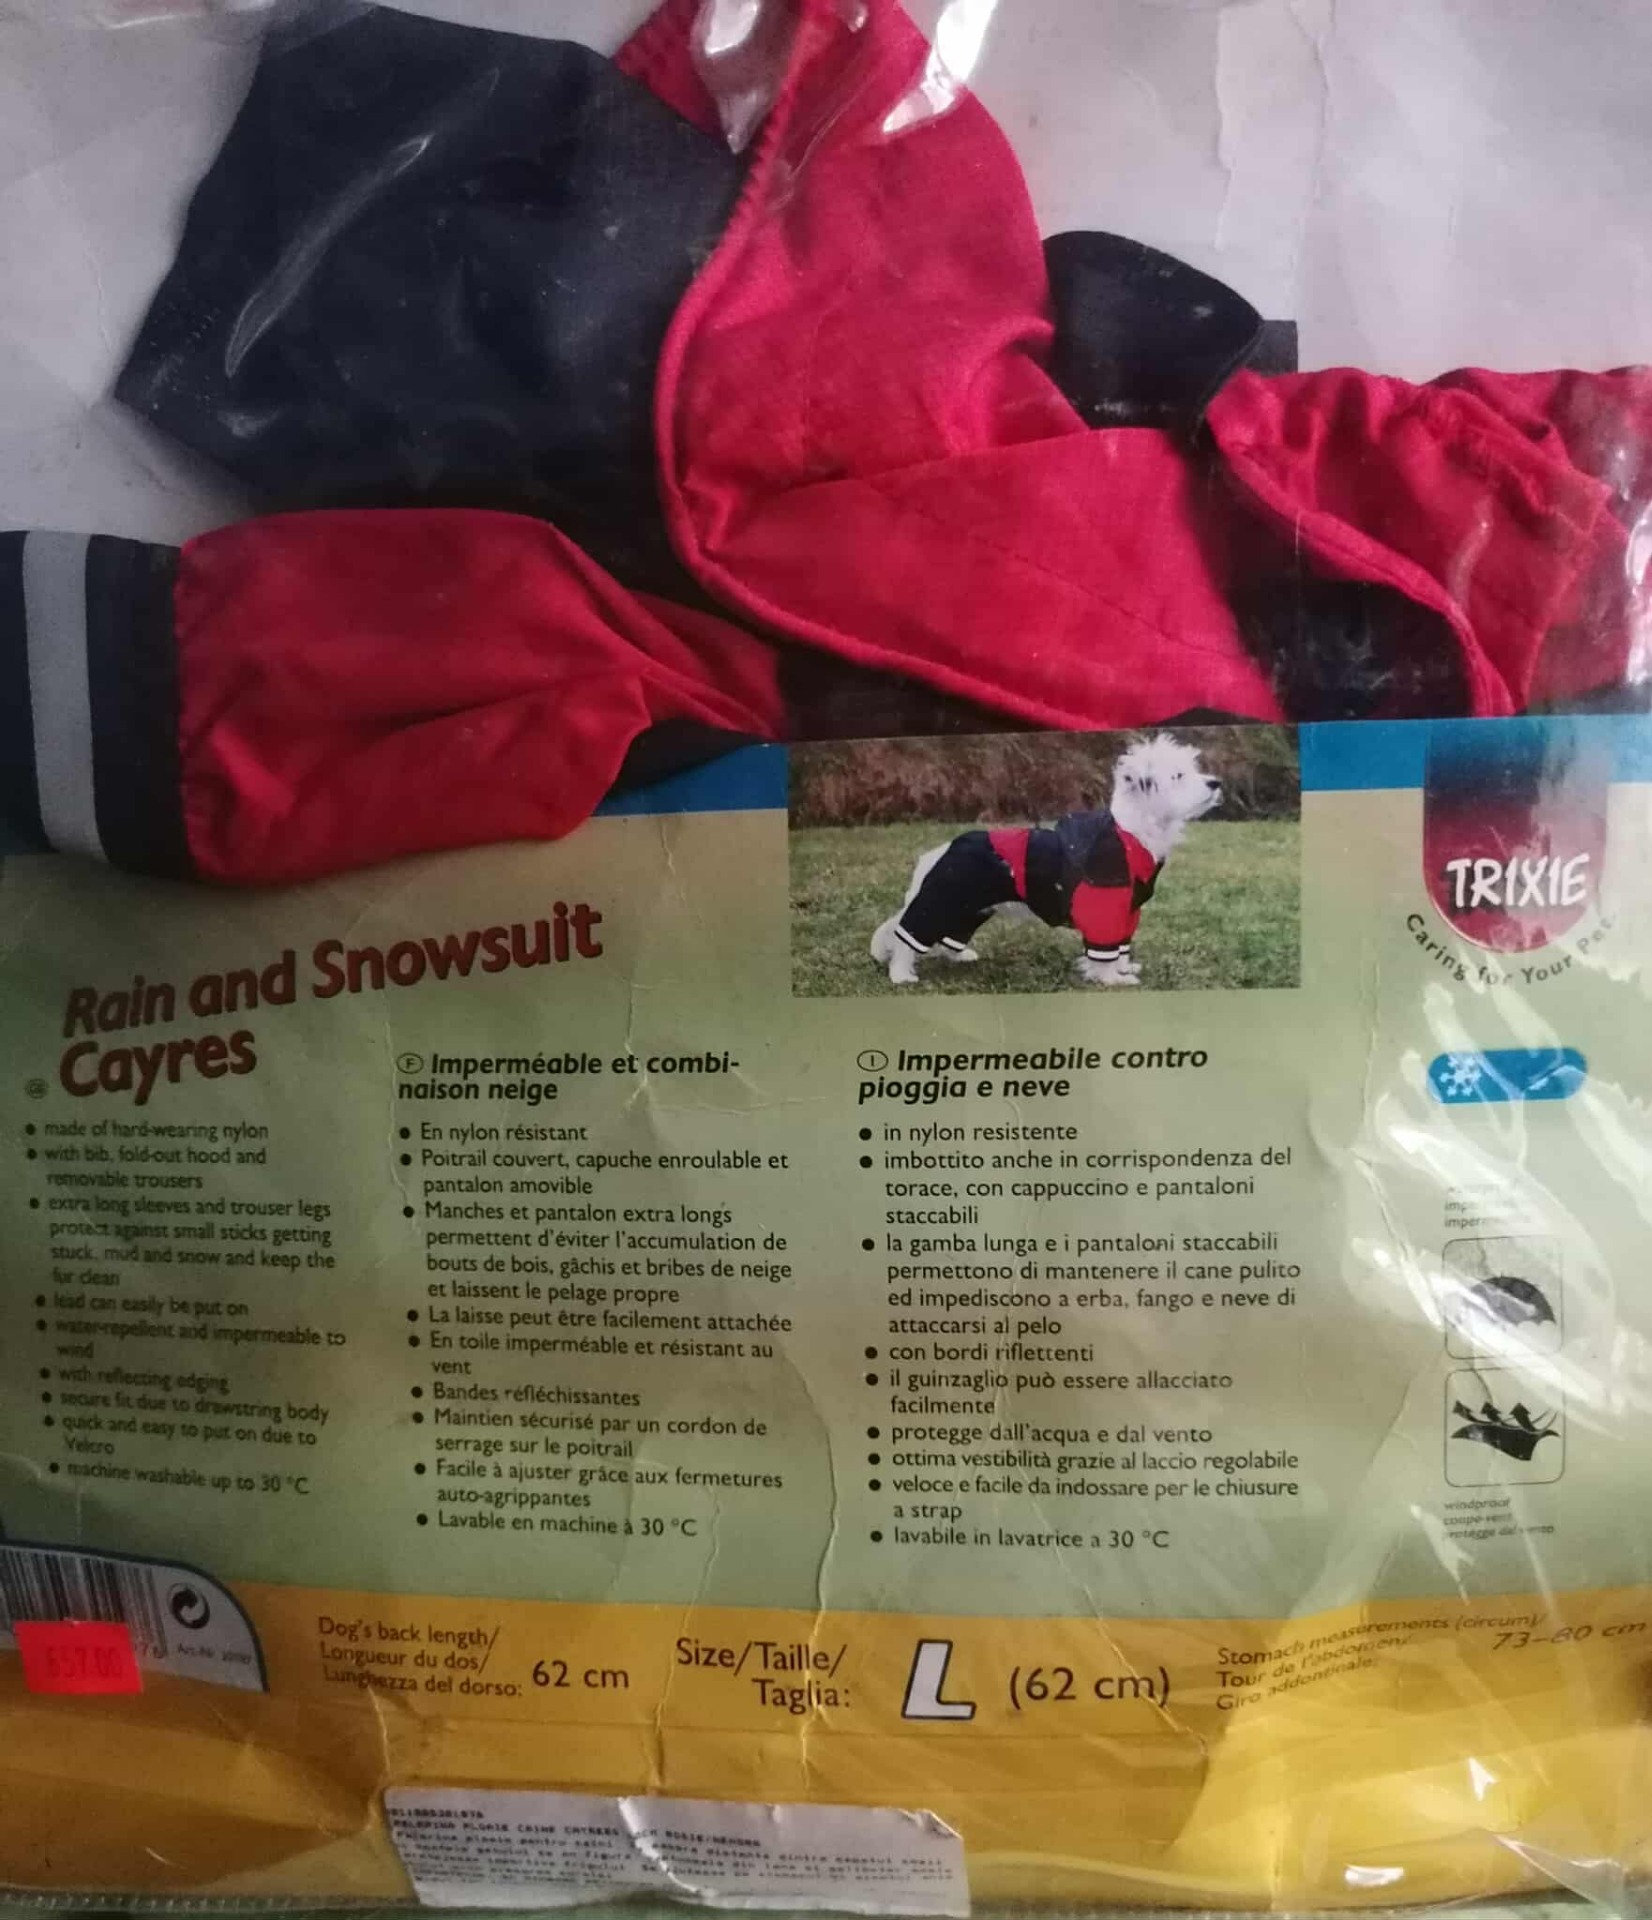 TRIXIE
Caring for Your Pet
Rain and Snowsuit
Cayres
GB
made of hard-wearing nylon
with bib, fold-out hood and
removable trousers
extra long sleeves and trouser legs
protect against small sticks getting
stuck, mud and snow and keep the
fur clean
lead can easily be put on
water-repellent and impermeable to
wind
with reflecting edging
secure fit due to drawstring body
quick and easy to put on due to
Velcro
machine washable up to 30 °C
F Imperméable et combi-
naison neige
En nylon résistant
Poitrail couvert, capuche enroulable et
pantalon amovible
Manches et pantalon extra longs
permettent d'éviter l'accumulation de
bouts de bois, gâchis et bribes de neige
et laissent le pelage propre
La laisse peut être facilement attachée
En toile imperméable et résistant au
vent
Bandes réfléchissantes
Maintien sécurisé par un cordon de
serrage sur le poitrail
Facile à ajuster grâce aux fermetures
auto-agrippantes
Lavable en machine à 30 °C
I Impermeabile contro
pioggia e neve
in nylon resistente
imbottito anche in corrispondenza del
torace, con cappuccino e pantaloni
staccabili
la gamba lunga e i pantaloni staccabili
permettono di mantenere il cane pulito
ed impediscono a erba, fango e neve di
attaccarsi al pelo
con bordi riflettenti
il guinzaglio può essere allacciato
facilmente
protegge dall'acqua e dal vento
ottima vestibilità grazie al laccio regolabile
veloce e facile da indossare per le chiusure
a strap
lavabile in lavatrice a 30 °C
windproof
coupe-vent
protegge dal vento
Art.-Nr.
Dog's back length/
Longueur du dos/
Lunghezza del dorso: 62 cm
Size/Taille/
Taglia: L (62 cm)
Stomach measurements (circum)/
Tour de l'abdomen/
Giro addominale:
73-80 cm